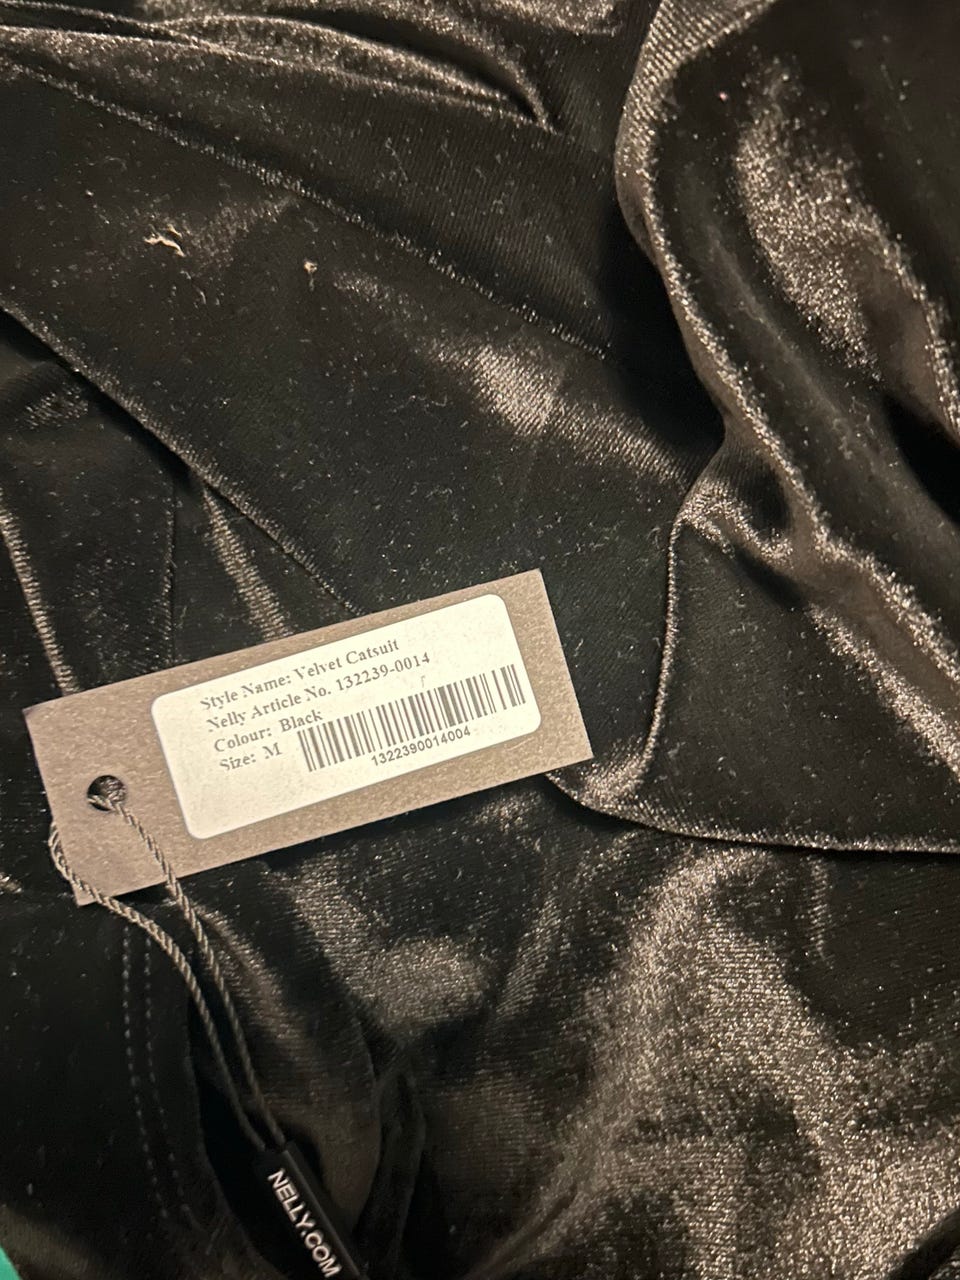 Style Name: Velvet Catsuit
Nelly Article No. 132239-0014
Colour: Black
Size: M
1322390014004
NELLY.COM